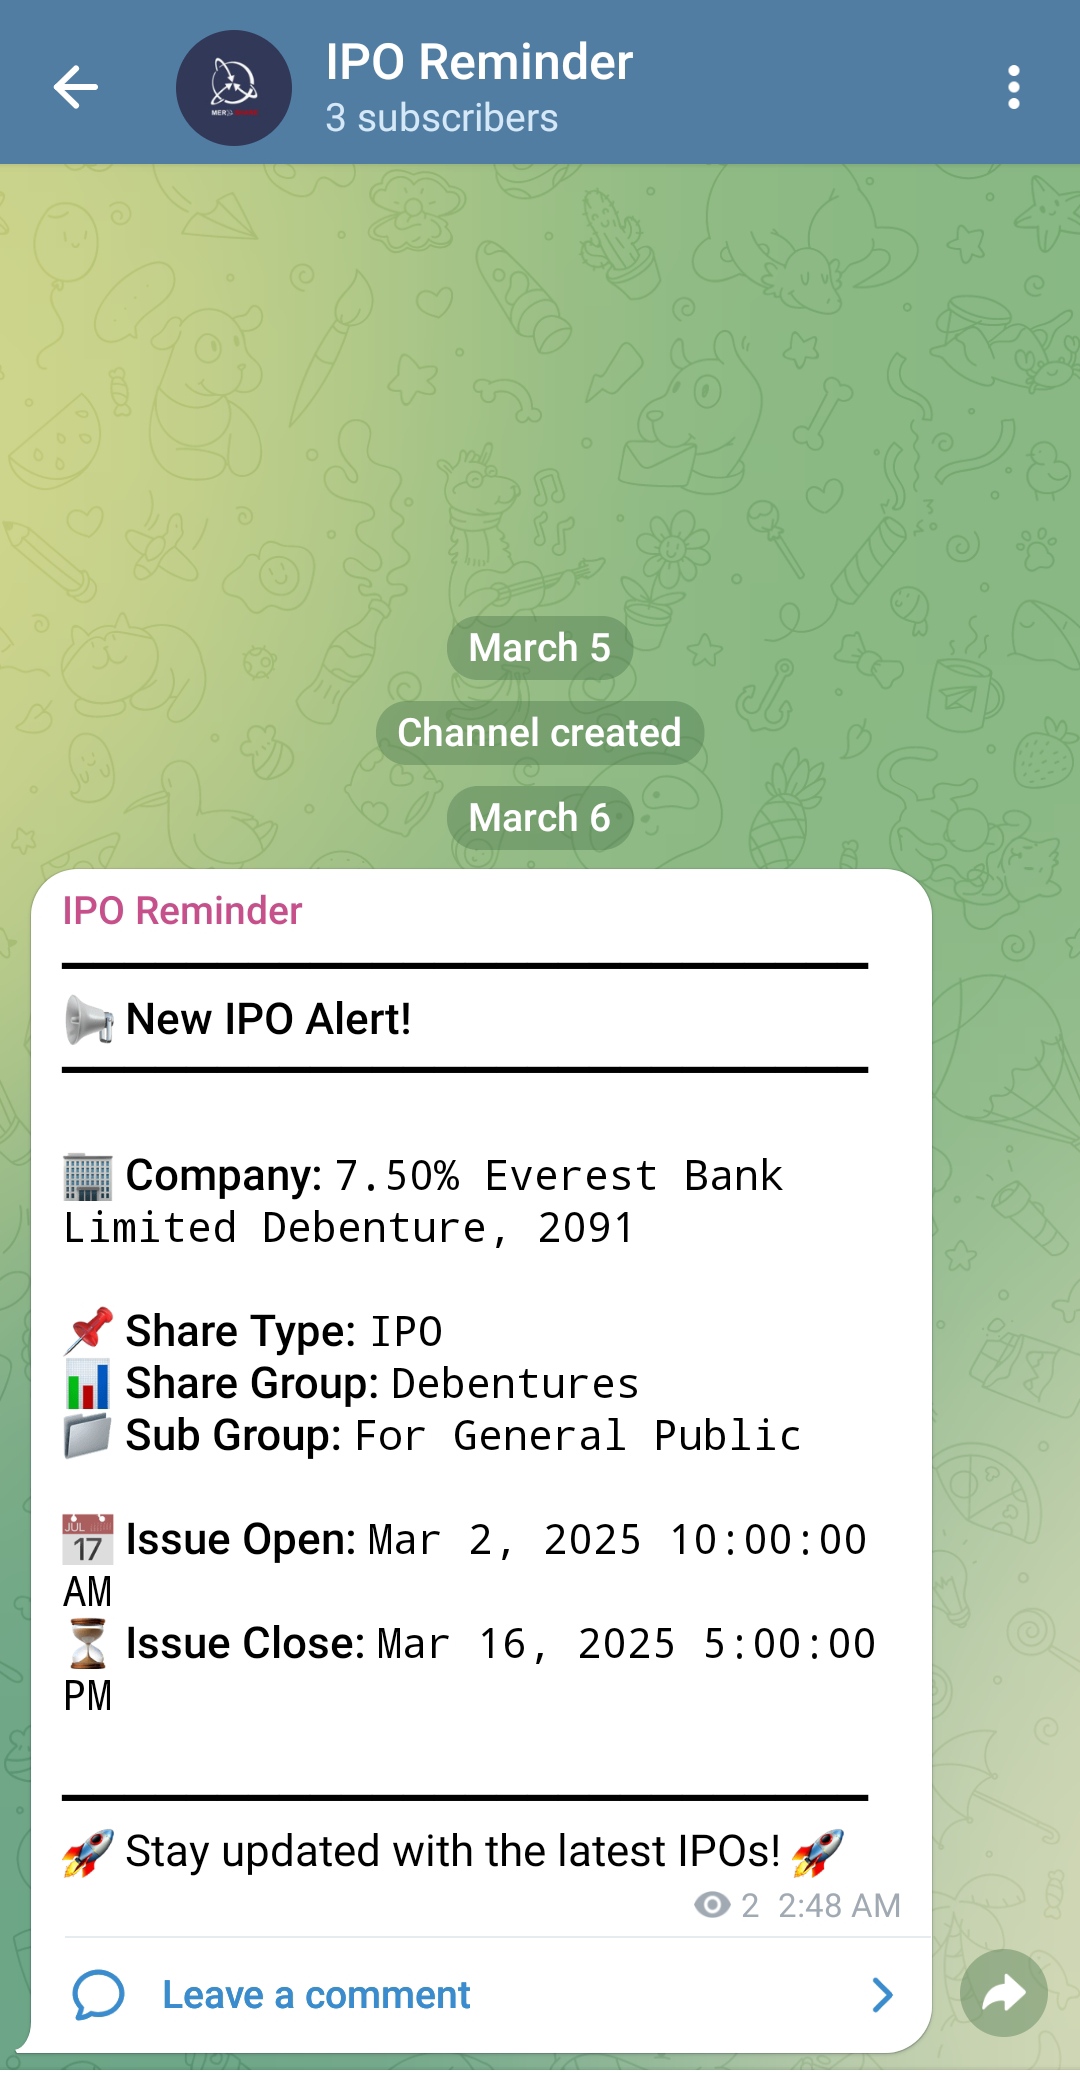 IPO Reminder
3 subscribers
March 5
Channel created
March 6
IPO Reminder
New IPO Alert!
Company: 7.50% Everest Bank
Limited Debenture, 2091
Share Type: IPO
Share Group: Debentures
Sub Group: For General Public
JUL
17
Issue Open: Mar 2, 2025 10:00:00
AM
Issue Close: Mar 16, 2025 5:00:00
PM
Stay updated with the latest IPOs!
2 2:48 AM
Leave a comment